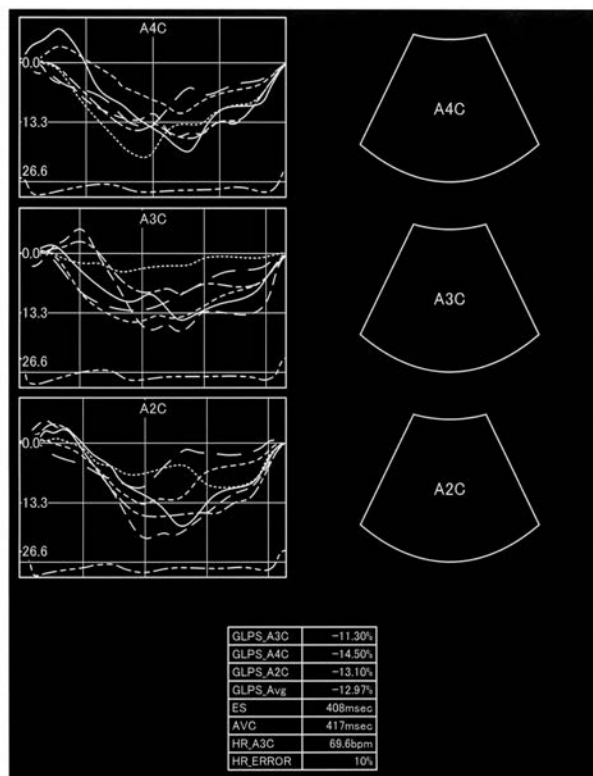 A4C
0.0
13.3
26.6
A4C
A3C
0.0
13.3
26.6
A3C
A2C
0.0
13.3
26.6
A2C
GLPS_A3C -11.30%
GLPS_A4C -14.50%
GLPS_A2C -13.10%
GLPS_Avg -12.97%
ES 408msec
AVC 417msec
HR_A3C 69.6bpm
HR_ERROR 10%